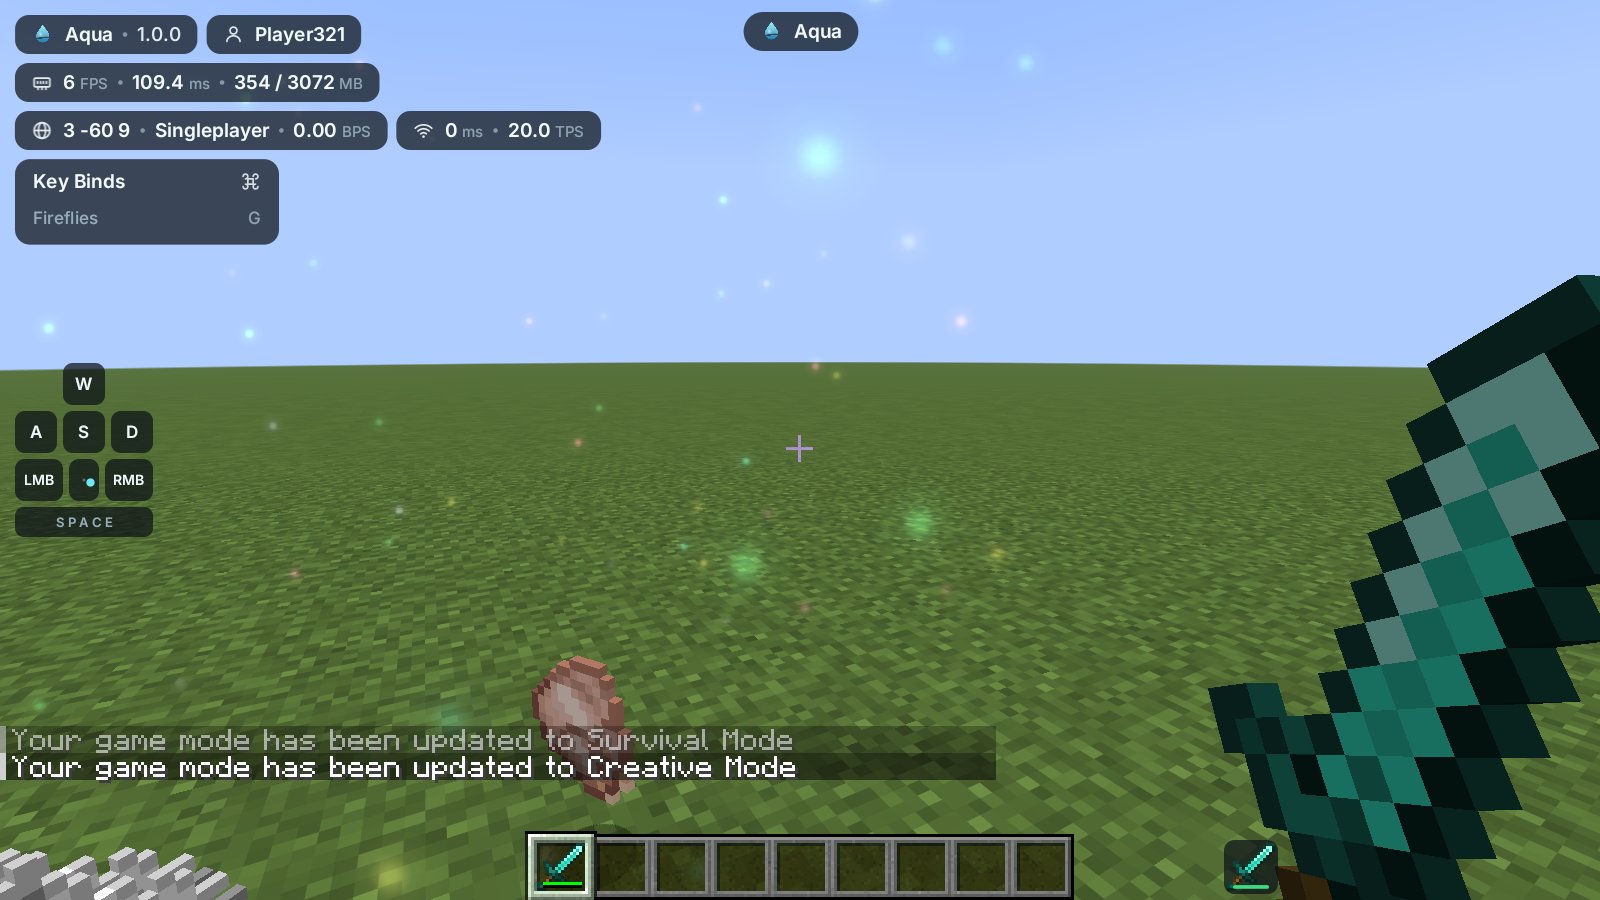 Aqua • 1.0.0
Player321
Aqua
6 FPS • 109.4 ms • 354 / 3072 MB
3 -60 9 • Singleplayer • 0.00 BPS
0 ms • 20.0 TPS
Key Binds ⌘
Fireflies G
W
A S D
LMB RMB
SPACE
Your game mode has been updated to Survival Mode
Your game mode has been updated to Creative Mode